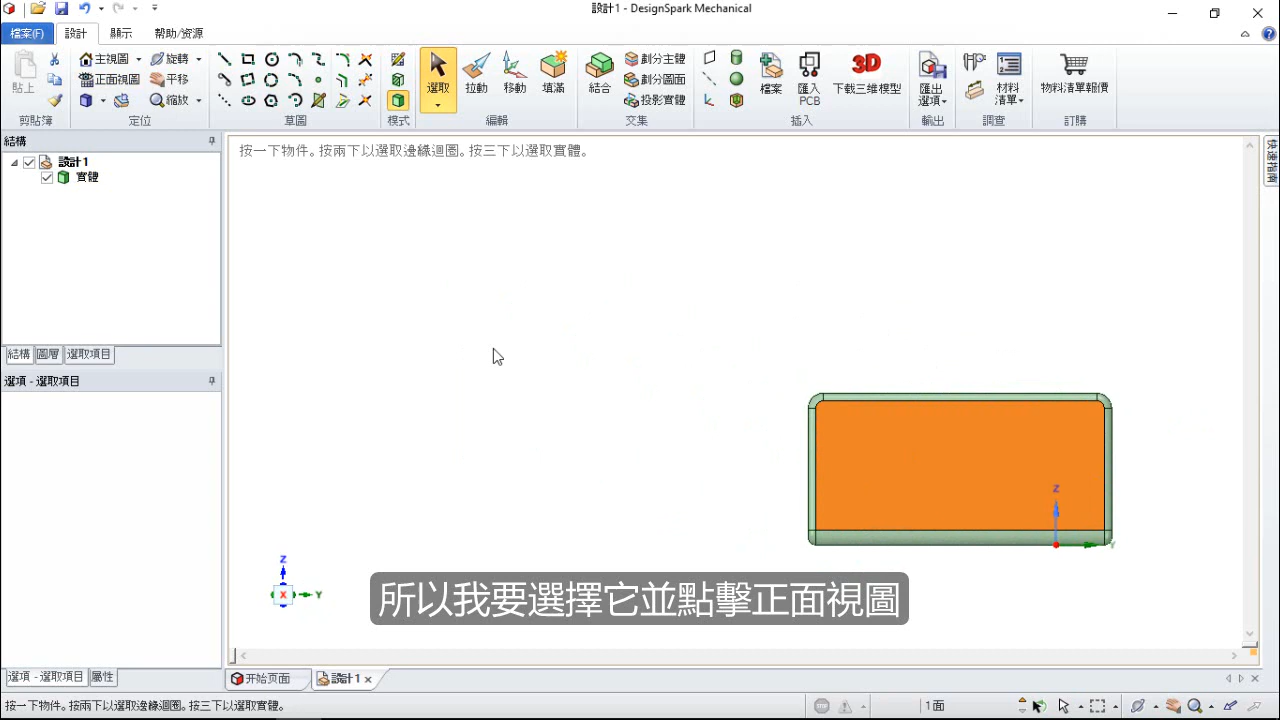 設計1 - DesignSpark Mechanical
檔案(F)
設計
顯示
帮助/資源
貼上
剪貼簿
主視圖
正面視圖
旋轉
平移
縮放
定位
草圖
模式
選取
拉動
移動
填滿
編輯
結合
劃分主體
劃分圖面
投影實體
交集
檔案
匯入
PCB
3D
下载三维模型
插入
匯出
選項
輸出
材料
清單
調查
物料清單報價
訂購
結構
設計1
實體
結構
圖層
選取項目
選項 - 選取項目
按一下物件。按兩下以選取邊緣迴圈。按三下以選取實體。
快速指南
Z
Y
Z
X
Y
所以我要選擇它並點擊正面視圖
選項 - 選取項目
屬性
开始页面
設計1
按一下物件。按兩下以選取邊緣迴圈。按三下以選取實體。
1面